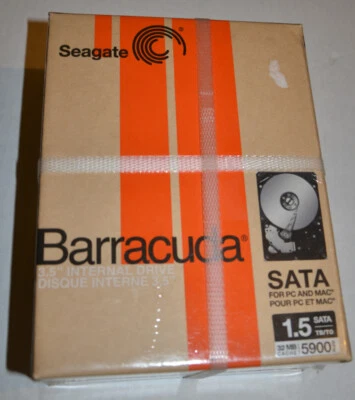 Seagate
Barracuda®
3.5" INTERNAL DRIVE
DISQUE INTERNE 3.5"
SATA
FOR PC AND MAC®
POUR PC ET MAC®
1.5 SATA
TB/TO
32 MB
CACHE
5900